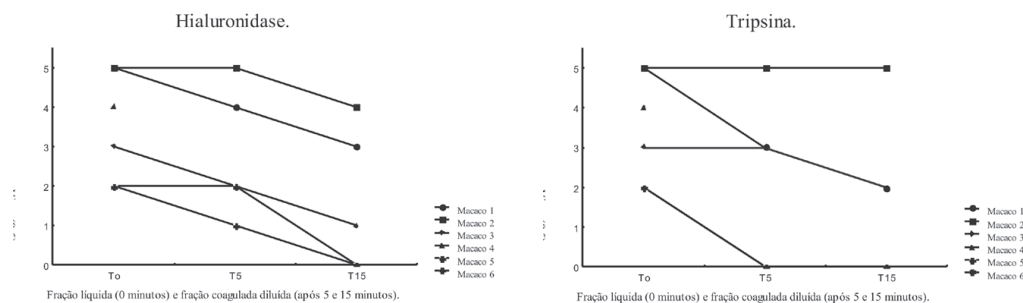 Hialuronidase.
5
4
3
2
1
0
To
T5
T15
Macaco 1
Macaco 2
Macaco 3
Macaco 4
Macaco 5
Macaco 6
Fração líquida (0 minutos) e fração coagulada diluída (após 5 e 15 minutos).
Tripsina.
5
4
3
2
1
0
To
T5
T15
Macaco 1
Macaco 2
Macaco 3
Macaco 4
Macaco 5
Macaco 6
Fração líquida (0 minutos) e fração coagulada diluída (após 5 e 15 minutos).